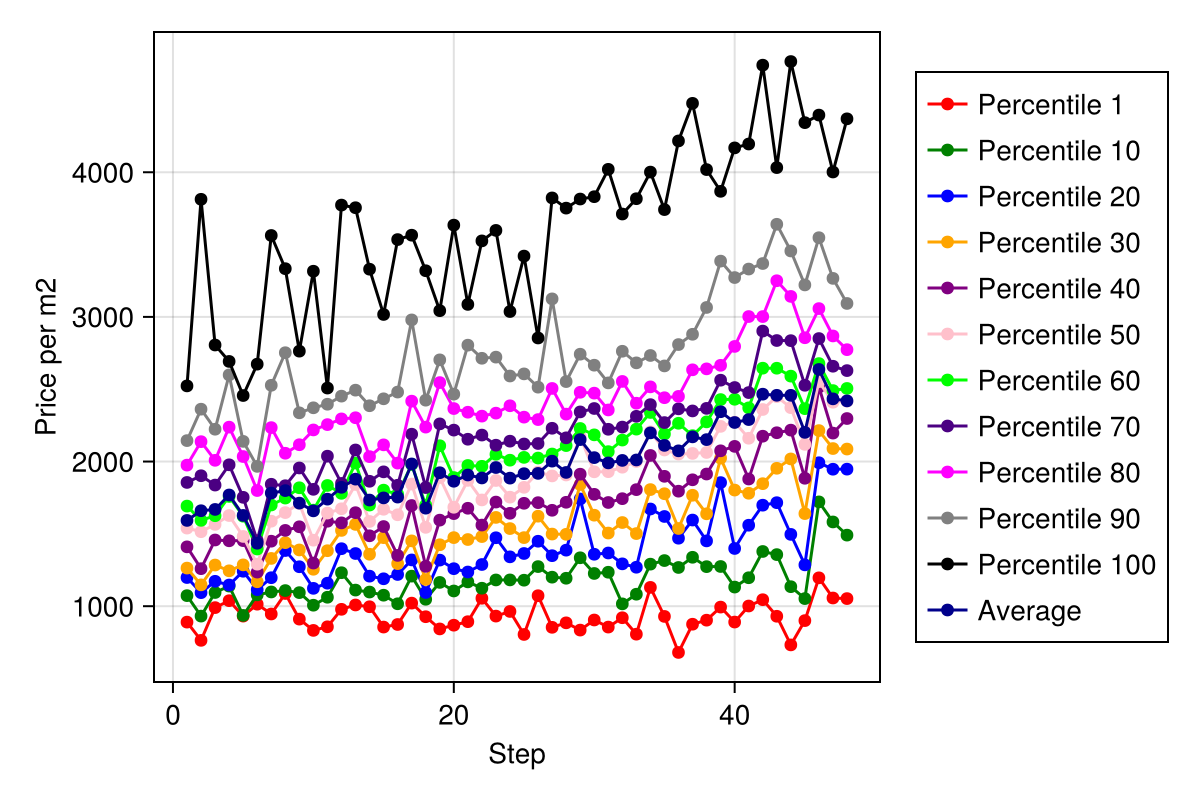 4000
3000
2000
1000
Price per m2
0
20
40
Step
Percentile 1
Percentile 10
Percentile 20
Percentile 30
Percentile 40
Percentile 50
Percentile 60
Percentile 70
Percentile 80
Percentile 90
Percentile 100
Average